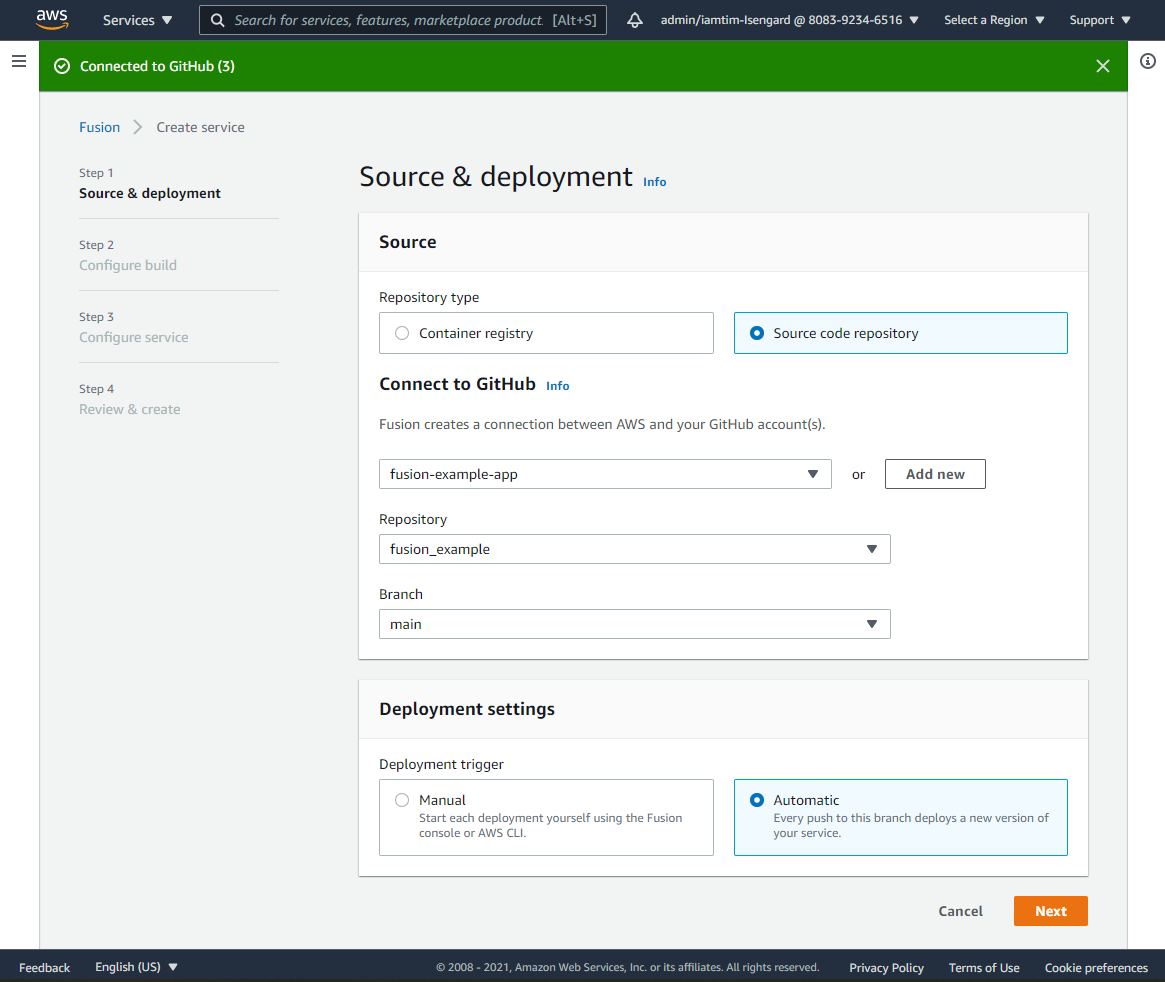 aws
Services
Search for services, features, marketplace product. [Alt+S]
admin/iamtim-Isengard @ 8083-9234-6516
Select a Region
Support
Connected to GitHub (3)
Fusion
Create service
Step 1
Source & deployment
Step 2
Configure build
Step 3
Configure service
Step 4
Review & create
Source & deployment Info
Source
Repository type
Container registry
Source code repository
Connect to GitHub Info
Fusion creates a connection between AWS and your GitHub account(s).
fusion-example-app
or
Add new
Repository
fusion_example
Branch
main
Deployment settings
Deployment trigger
Manual
Start each deployment yourself using the Fusion
console or AWS CLI.
Automatic
Every push to this branch deploys a new version of
your service.
Cancel
Next
Feedback
English (US)
© 2008 - 2021, Amazon Web Services, Inc. or its affiliates. All rights reserved.
Privacy Policy
Terms of Use
Cookie preferences